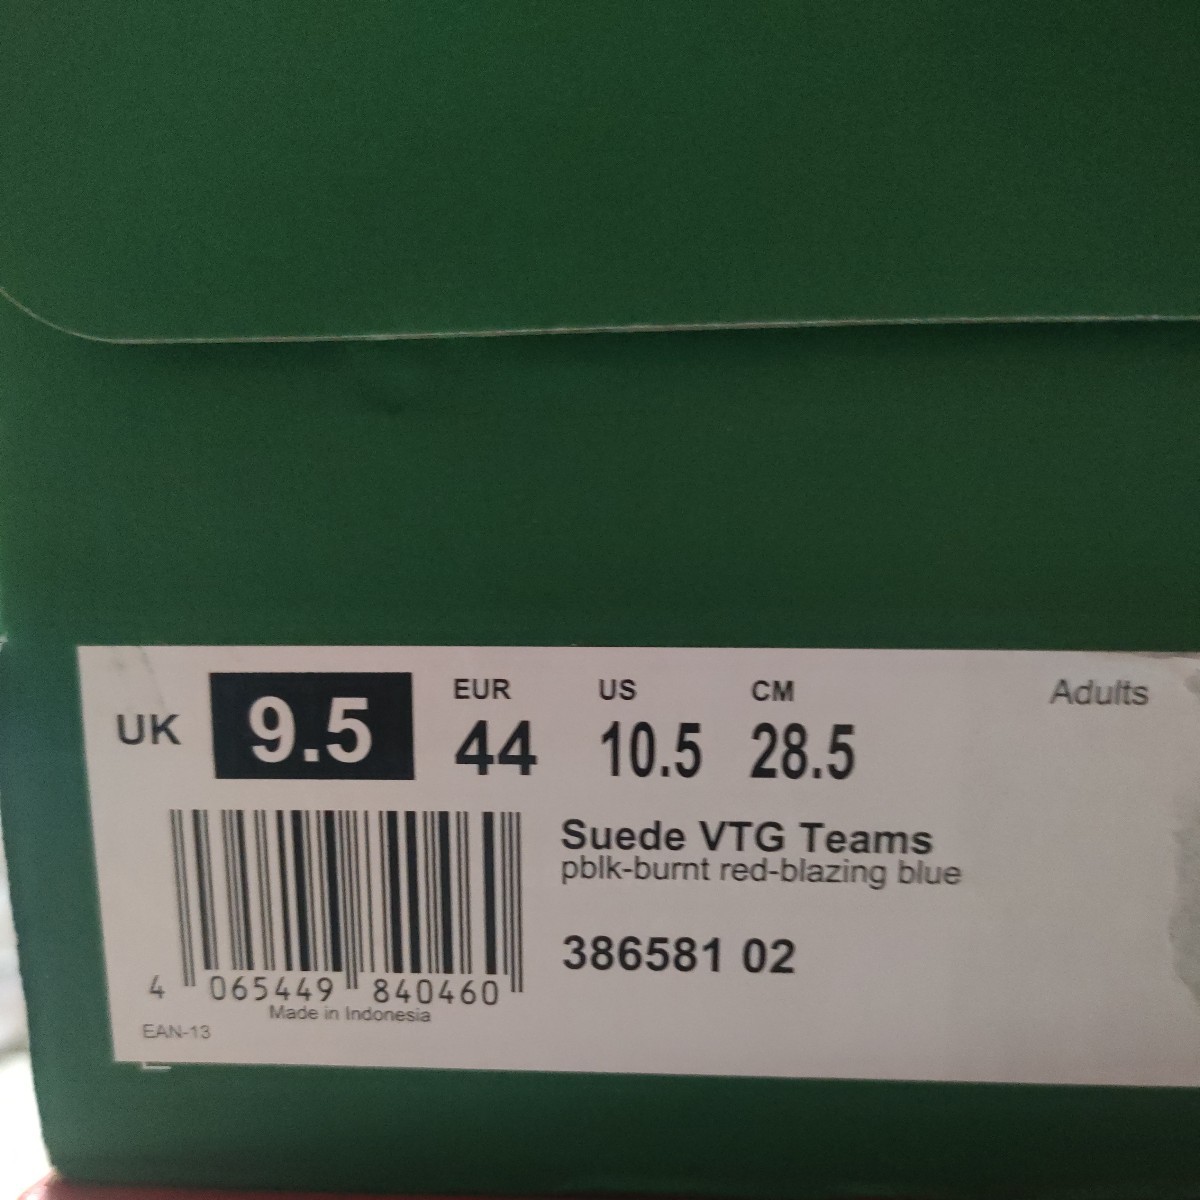 UK 9.5
EUR US CM
44 10.5 28.5
Adults
Suede VTG Teams
pblk-burnt red-blazing blue
386581 02
4 065449 840460
Made in Indonesia
EAN-13